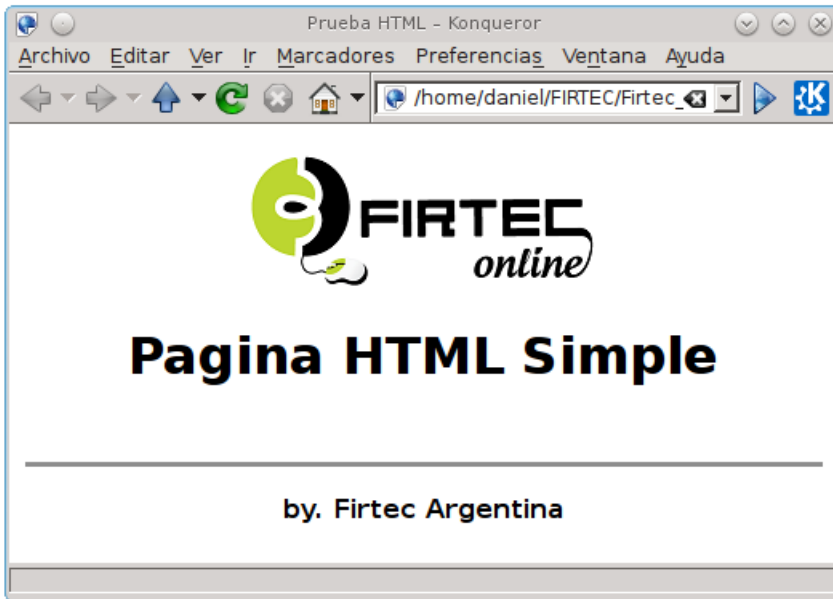 Prueba HTML – Konqueror
Archivo Editar Ver Ir Marcadores Preferencias Ventana Ayuda
/home/daniel/FIRTEC/Firtec_
FIRTEC
online
Pagina HTML Simple
by. Firtec Argentina